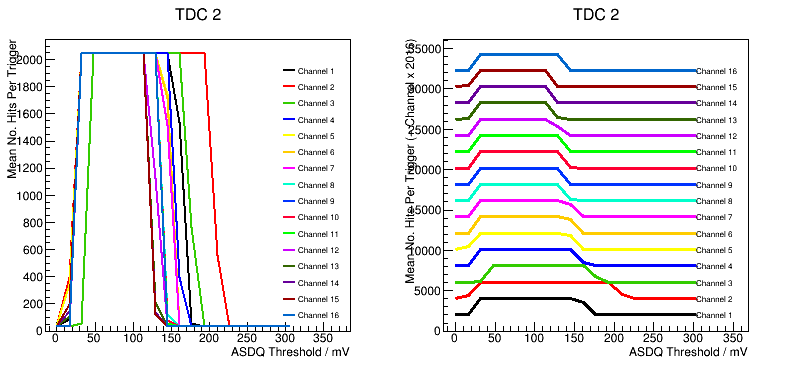 TDC 2
Mean No. Hits Per Trigger
2000
1800
1600
1400
1200
1000
800
600
400
200
0
0 50 100 150 200 250 300 350
ASDQ Threshold / mV
Channel 1
Channel 2
Channel 3
Channel 4
Channel 5
Channel 6
Channel 7
Channel 8
Channel 9
Channel 10
Channel 11
Channel 12
Channel 13
Channel 14
Channel 15
Channel 16
TDC 2
Mean No. Hits Per Trigger (+ Channel x 2016)
35000
30000
25000
20000
15000
10000
5000
0
0 50 100 150 200 250 300 350
ASDQ Threshold / mV
Channel 16
Channel 15
Channel 14
Channel 13
Channel 12
Channel 11
Channel 10
Channel 9
Channel 8
Channel 7
Channel 6
Channel 5
Channel 4
Channel 3
Channel 2
Channel 1